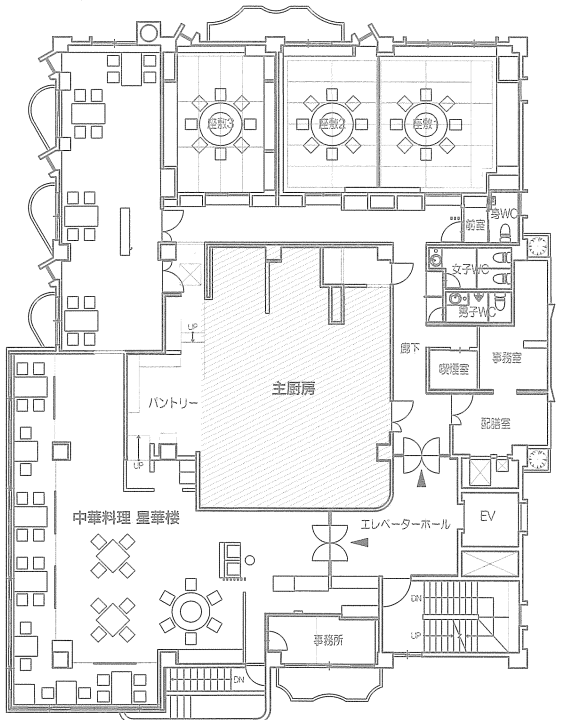 座敷3
座敷2
座敷1
前室
男WC
女子WC
男子WC
UP
廊下
事務室
喫煙室
主厨房
パントリー
配膳室
UP
中華料理 星華楼
エレベーターホール
EV
DN
UP
事務所
DN